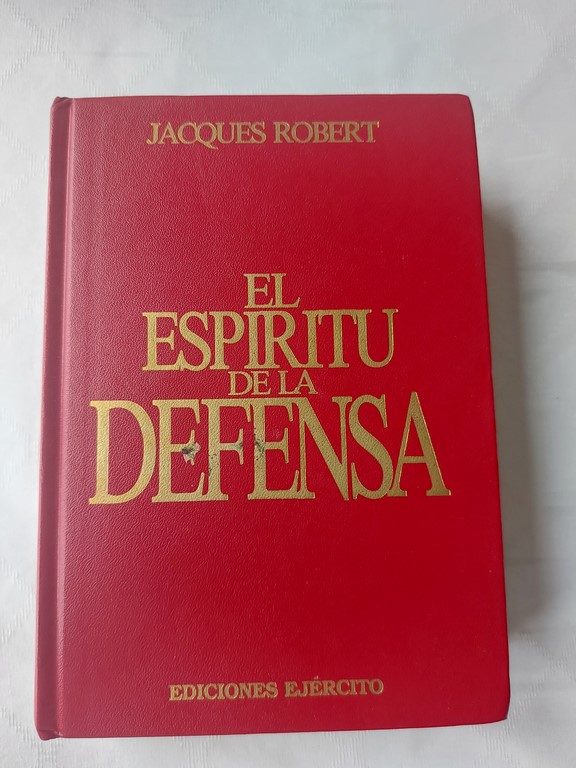 JACQUES ROBERT
EL
ESPIRITU
DE LA
DEFENSA
EDICIONES EJÉRCITO